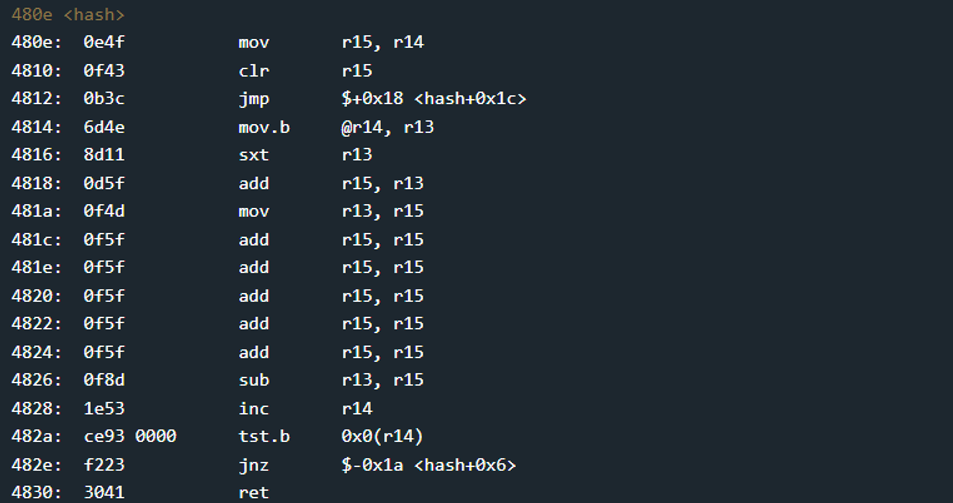 480e <hash>
480e:  0e4f           mov      r15, r14
4810:  0f43           clr      r15
4812:  0b3c           jmp      $+0x18 <hash+0x1c>
4814:  6d4e           mov.b    @r14, r13
4816:  8d11           sxt      r13
4818:  0d5f           add      r15, r13
481a:  0f4d           mov      r13, r15
481c:  0f5f           add      r15, r15
481e:  0f5f           add      r15, r15
4820:  0f5f           add      r15, r15
4822:  0f5f           add      r15, r15
4824:  0f5f           add      r15, r15
4826:  0f8d           sub      r13, r15
4828:  1e53           inc      r14
482a:  ce93 0000      tst.b    0x0(r14)
482e:  f223           jnz      $-0x1a <hash+0x6>
4830:  3041           ret